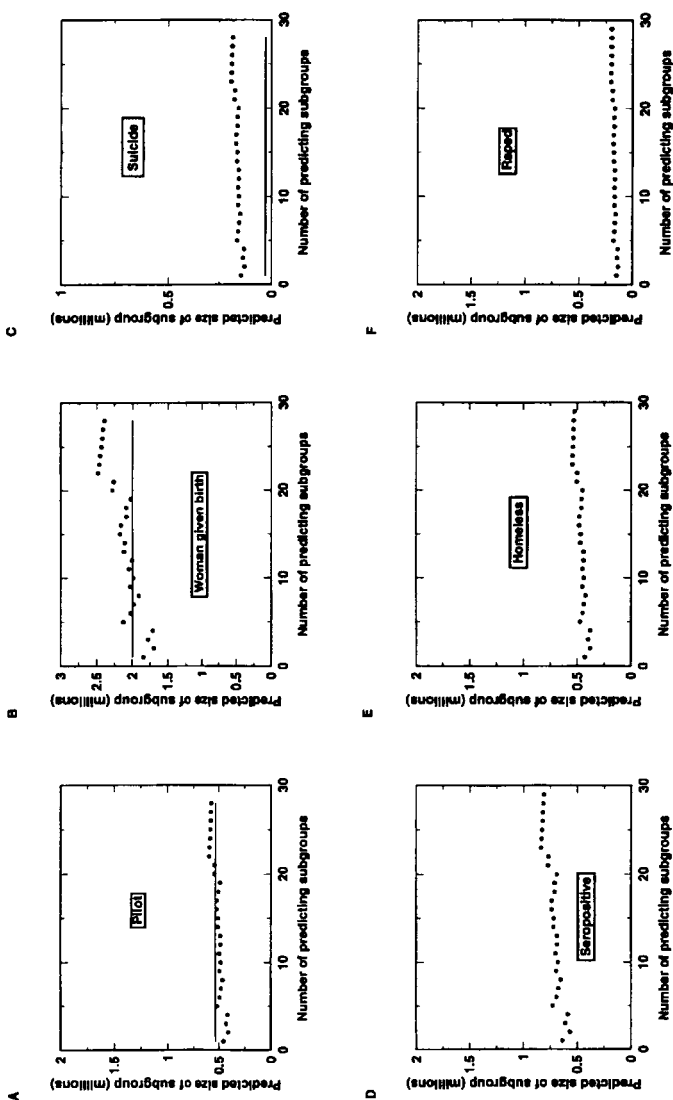 A
Predicted size of subgroup (millions)
2
1.5
1
0.5
0
Pilot
0 10 20 30
Number of predicting subgroups
B
Predicted size of subgroup (millions)
3
2.5
2
1.5
1
0.5
0
Woman given birth
0 10 20 30
Number of predicting subgroups
C
Predicted size of subgroup (millions)
1
0.5
0
Suicide
0 10 20 30
Number of predicting subgroups
D
Predicted size of subgroup (millions)
2
1.5
1
0.5
0
Seropositive
0 10 20 30
Number of predicting subgroups
E
Predicted size of subgroup (millions)
2
1.5
1
0.5
0
Homeless
0 10 20 30
Number of predicting subgroups
F
Predicted size of subgroup (millions)
2
1.5
1
0.5
0
Raped
0 10 20 30
Number of predicting subgroups